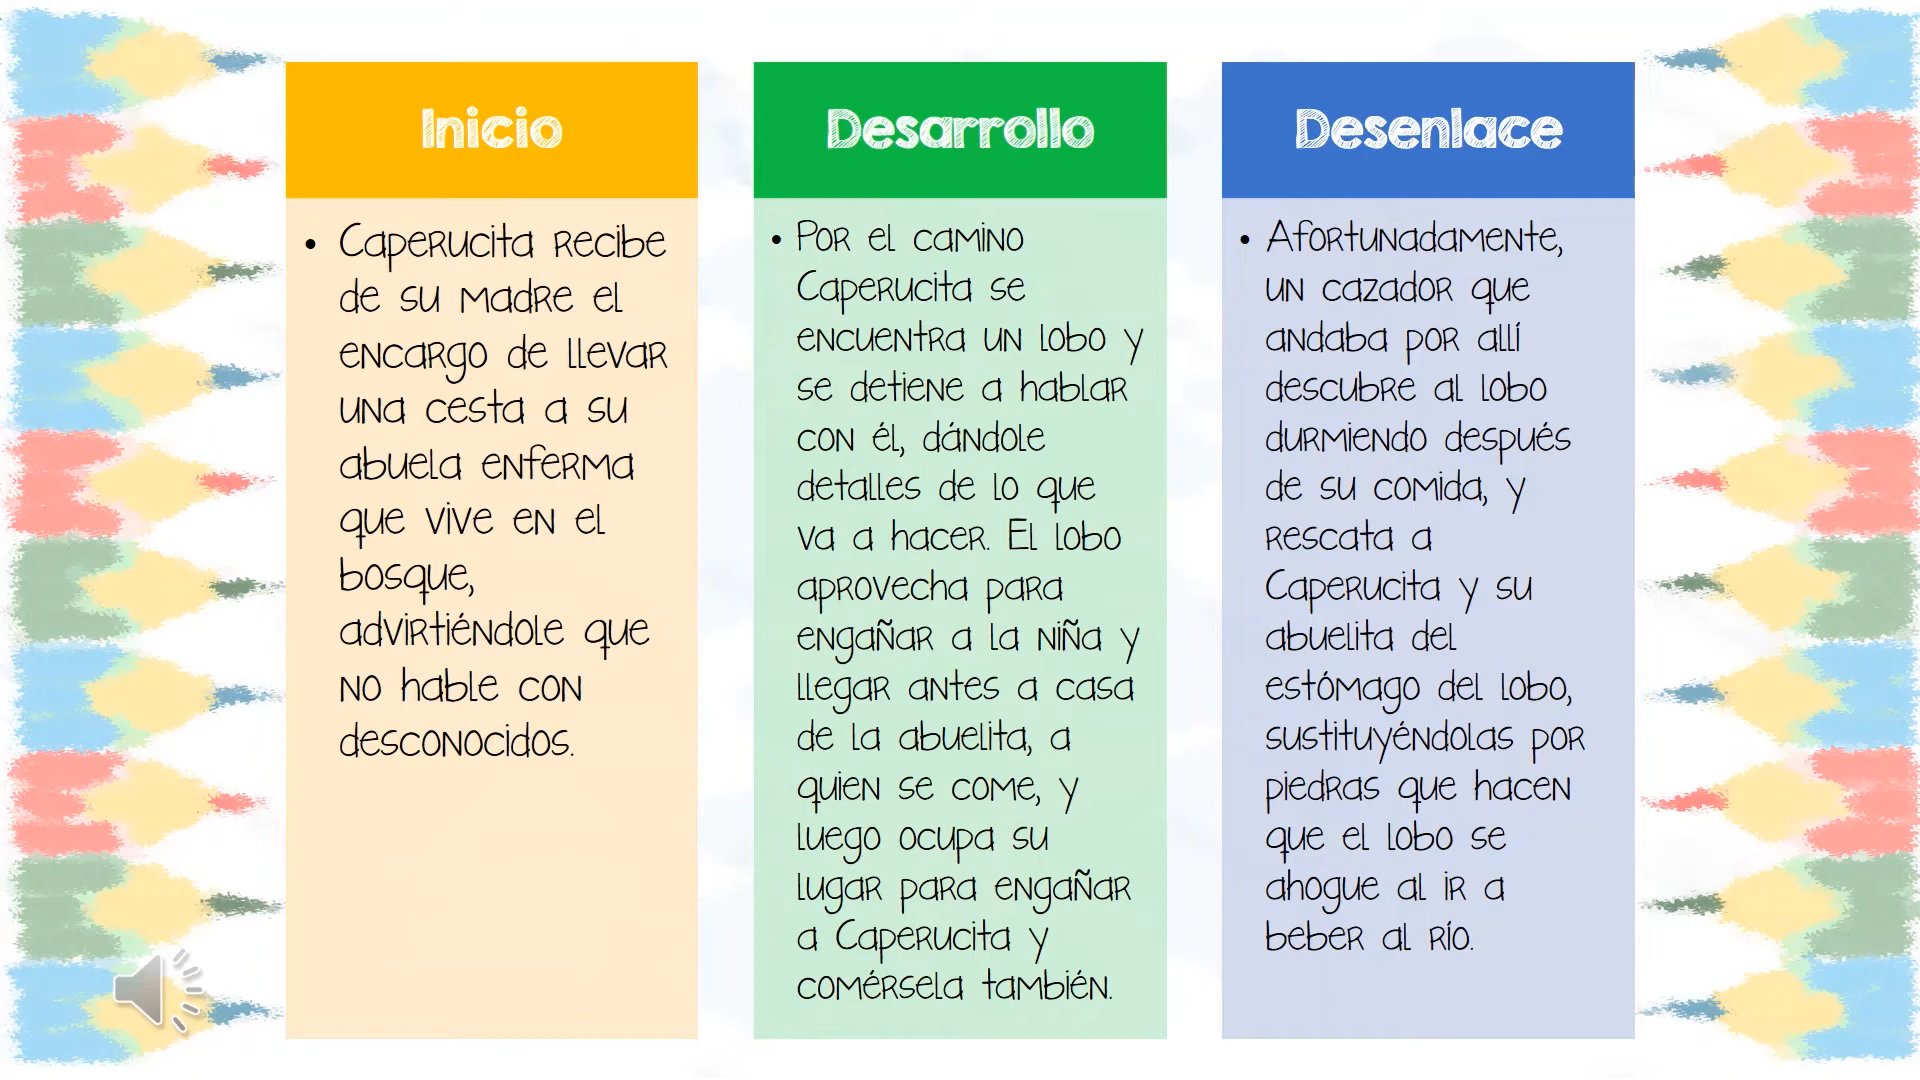 Inicio
• Caperucita recibe
de su madre el
encargo de llevar
una cesta a su
abuela enferma
que vive en el
bosque,
advirtiéndole que
no hable con
desconocidos.
Desarrollo
• Por el camino
Caperucita se
encuentra un lobo y
se detiene a hablar
con él, dándole
detalles de lo que
va a hacer. El lobo
aprovecha para
engañar a la niña y
llegar antes a casa
de la abuelita, a
quien se come, y
luego ocupa su
lugar para engañar
a Caperucita y
comérsela también.
Desenlace
• Afortunadamente,
un cazador que
andaba por allí
descubre al lobo
durmiendo después
de su comida, y
rescata a
Caperucita y su
abuelita del
estómago del lobo,
sustituyéndolas por
piedras que hacen
que el lobo se
ahogue al ir a
beber al río.